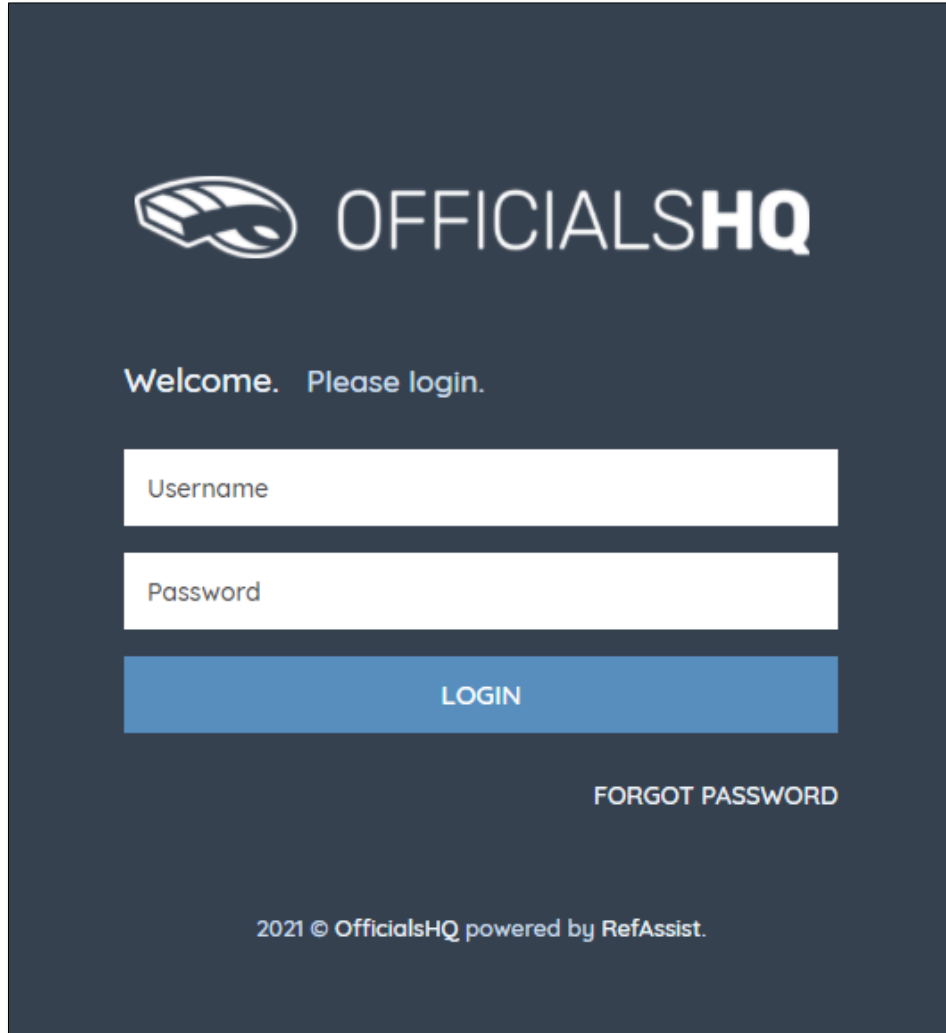 OFFICIALSHQ
Welcome. Please login.
Username
Password
LOGIN
FORGOT PASSWORD
2021 © OfficialsHQ powered by RefAssist.